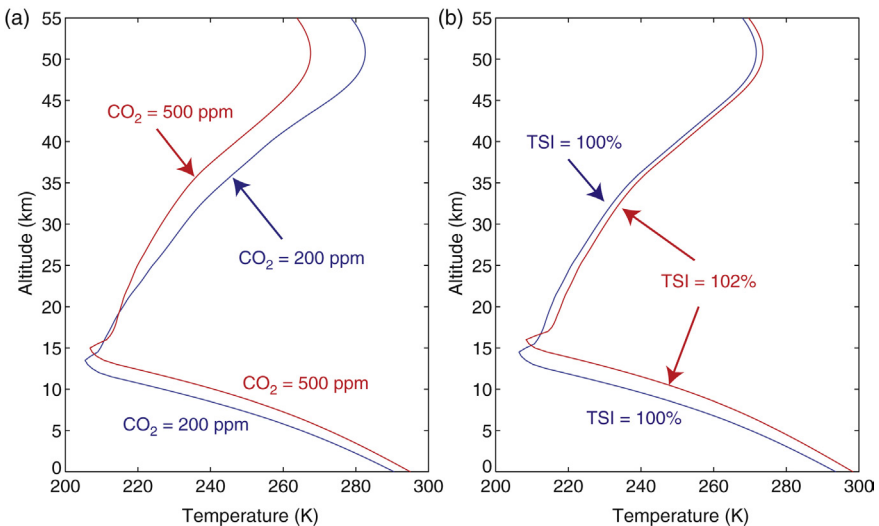 (a)
55
50
45
40
35
30
25
20
15
10
5
0
Altitude (km)
CO₂ = 500 ppm
CO₂ = 200 ppm
CO₂ = 500 ppm
CO₂ = 200 ppm
200 220 240 260 280 300
Temperature (K)
(b)
55
50
45
40
35
30
25
20
15
10
5
0
Altitude (km)
TSI = 100%
TSI = 102%
TSI = 100%
200 220 240 260 280 300
Temperature (K)